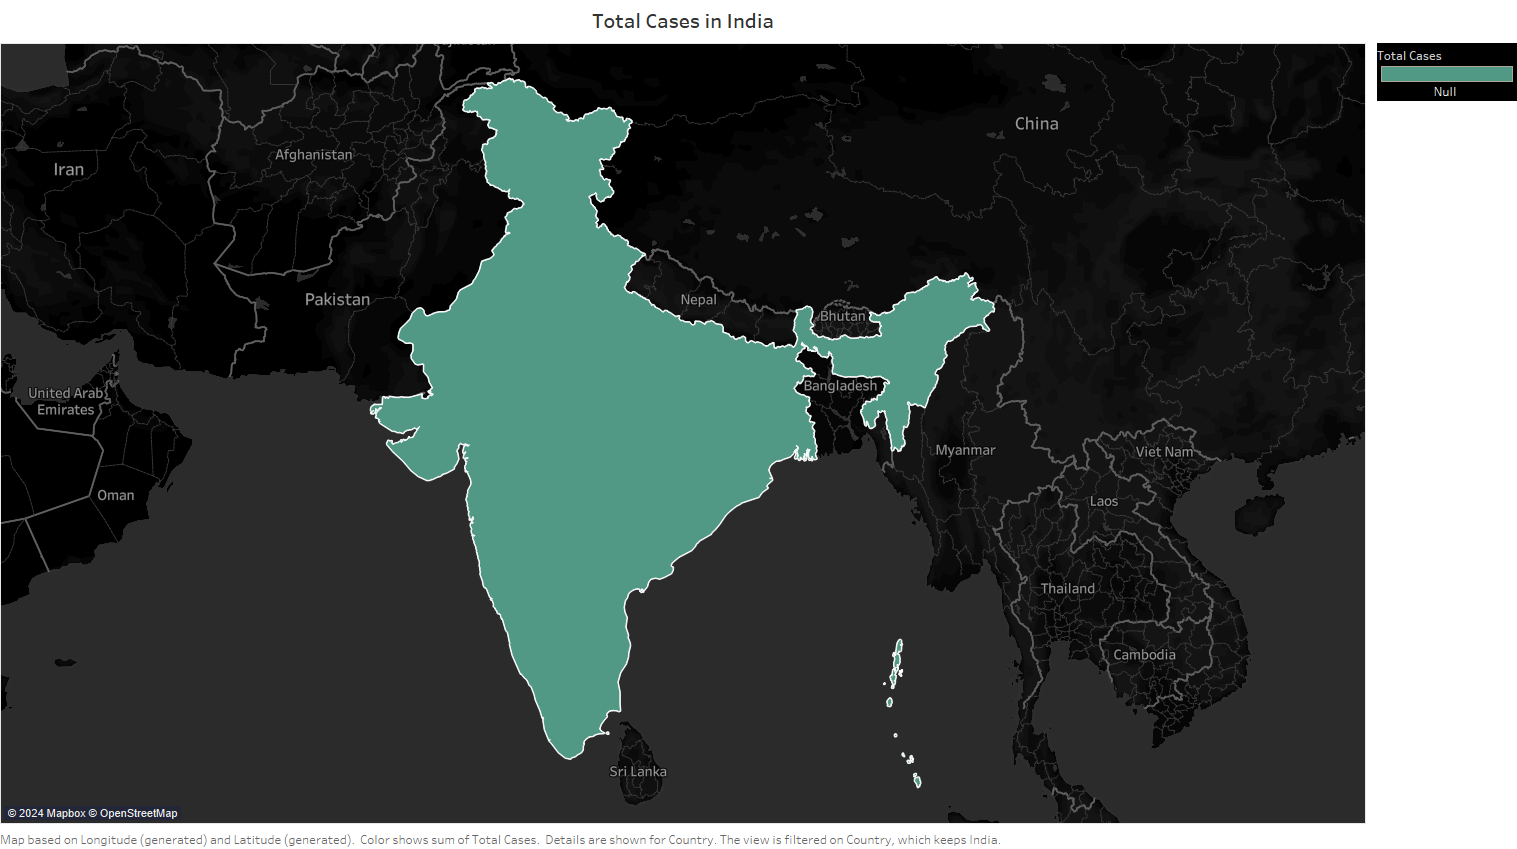 Total Cases in India
Total Cases
Null
China
Afghanistan
Iran
Pakistan
Nepal
Bhutan
Bangladesh
United Arab
Emirates
Myanmar
Viet Nam
Oman
Laos
Thailand
Cambodia
Sri Lanka
© 2024 Mapbox © OpenStreetMap
Map based on Longitude (generated) and Latitude (generated).  Color shows sum of Total Cases.  Details are shown for Country. The view is filtered on Country, which keeps India.